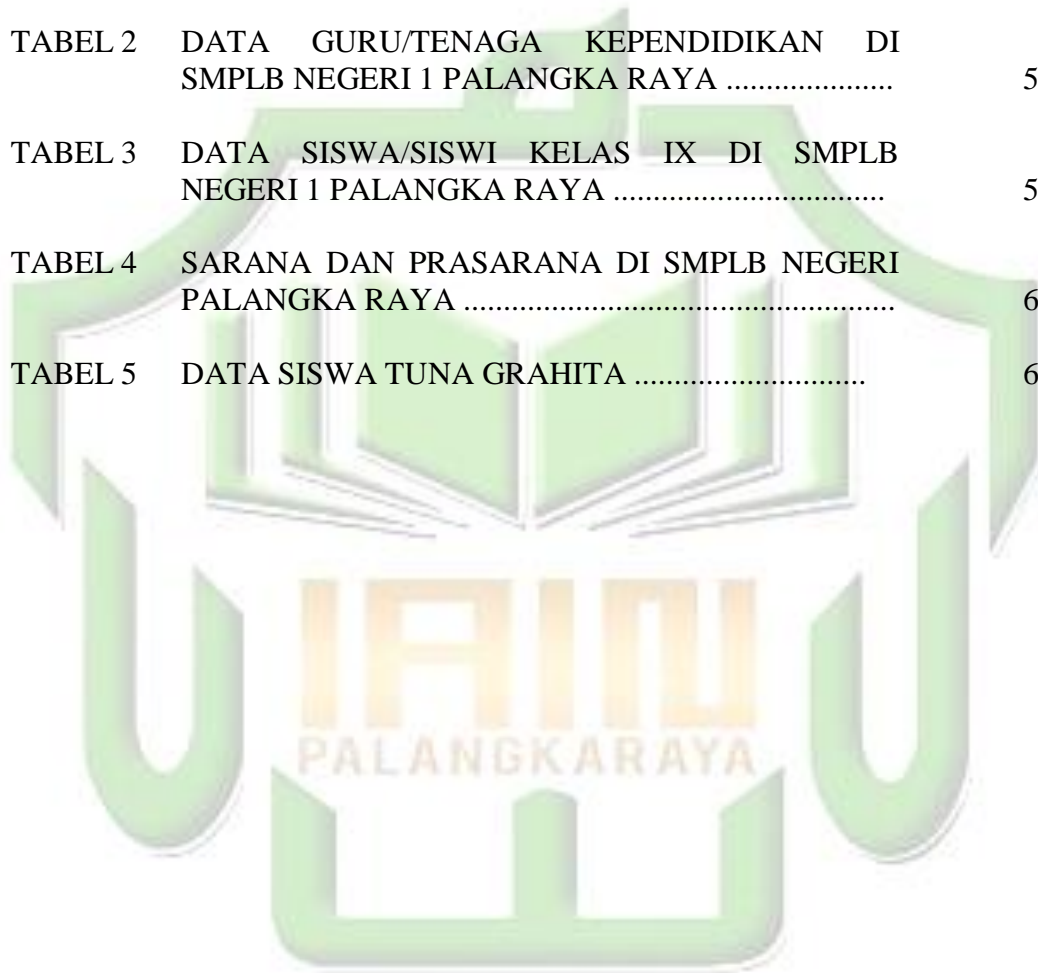 TABEL 2 DATA GURU/TENAGA KEPENDIDIKAN DI
SMPLB NEGERI 1 PALANGKA RAYA ..................... 5
TABEL 3 DATA SISWA/SISWI KELAS IX DI SMPLB
NEGERI 1 PALANGKA RAYA .................................. 5
TABEL 4 SARANA DAN PRASARANA DI SMPLB NEGERI
PALANGKA RAYA ...................................................... 6
TABEL 5 DATA SISWA TUNA GRAHITA ............................. 6
IAIN
PALANGKARAYA